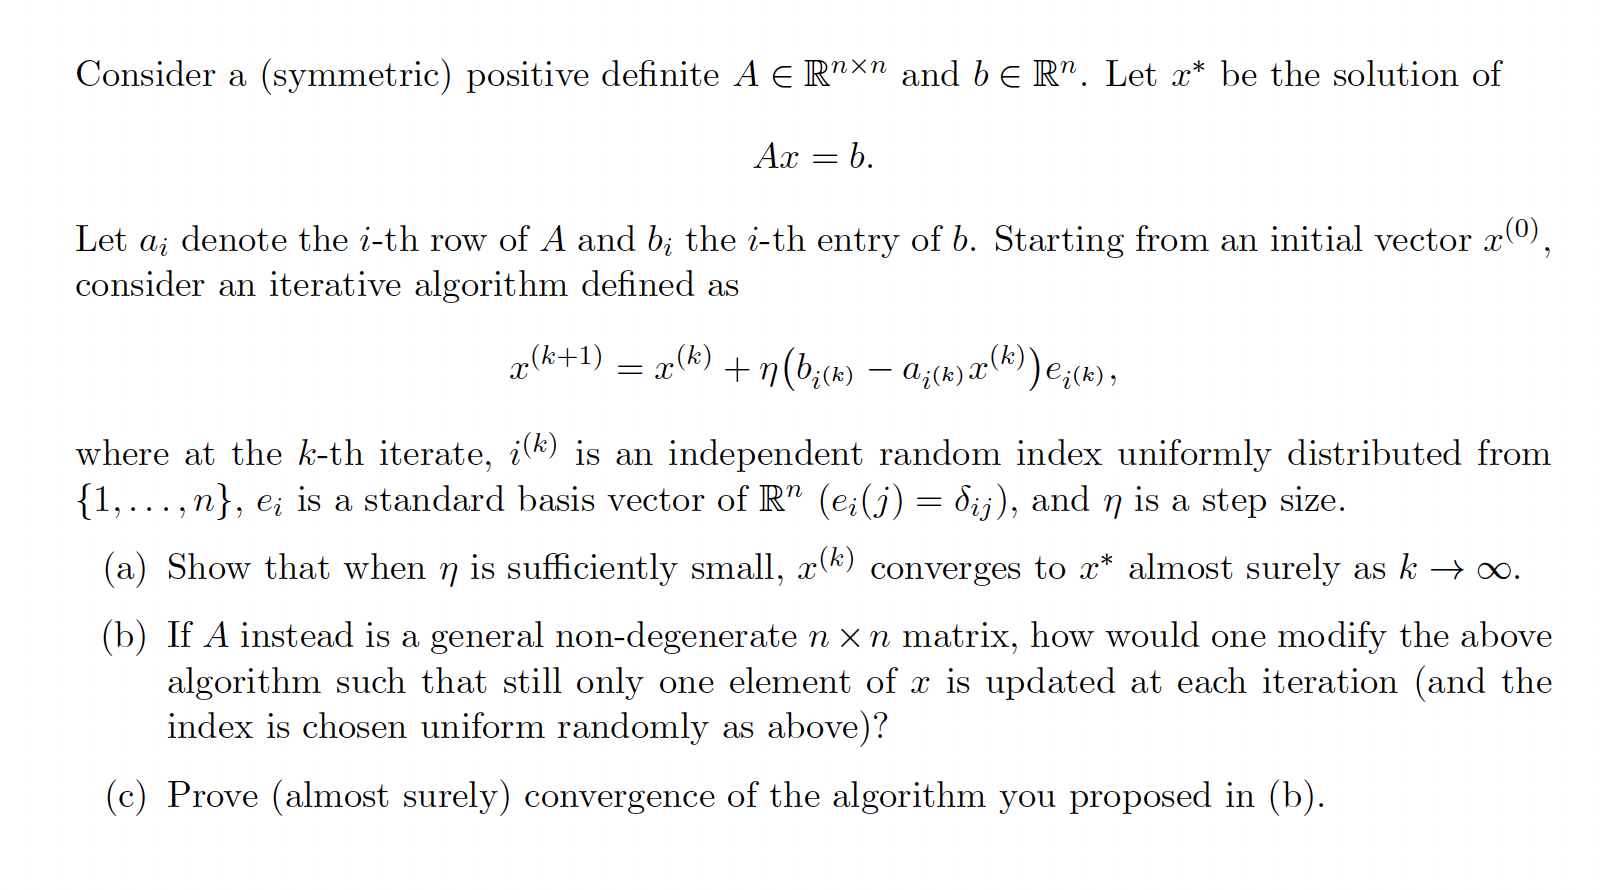 Consider a (symmetric) positive definite $A \in \mathbb{R}^{n \times n}$ and $b \in \mathbb{R}^n$. Let $x^*$ be the solution of
$Ax = b.$
Let $a_i$ denote the $i$-th row of $A$ and $b_i$ the $i$-th entry of $b$. Starting from an initial vector $x^{(0)}$,
consider an iterative algorithm defined as
$x^{(k+1)} = x^{(k)} + \eta \big( b_{i^{(k)}} - a_{i^{(k)}} x^{(k)} \big) e_{i^{(k)}},$
where at the $k$-th iterate, $i^{(k)}$ is an independent random index uniformly distributed from
$\{1, \ldots, n\}$, $e_i$ is a standard basis vector of $\mathbb{R}^n$ ($e_i(j) = \delta_{ij}$), and $\eta$ is a step size.
(a) Show that when $\eta$ is sufficiently small, $x^{(k)}$ converges to $x^*$ almost surely as $k \to \infty$.
(b) If $A$ instead is a general non-degenerate $n \times n$ matrix, how would one modify the above
algorithm such that still only one element of $x$ is updated at each iteration (and the
index is chosen uniform randomly as above)?
(c) Prove (almost surely) convergence of the algorithm you proposed in (b).